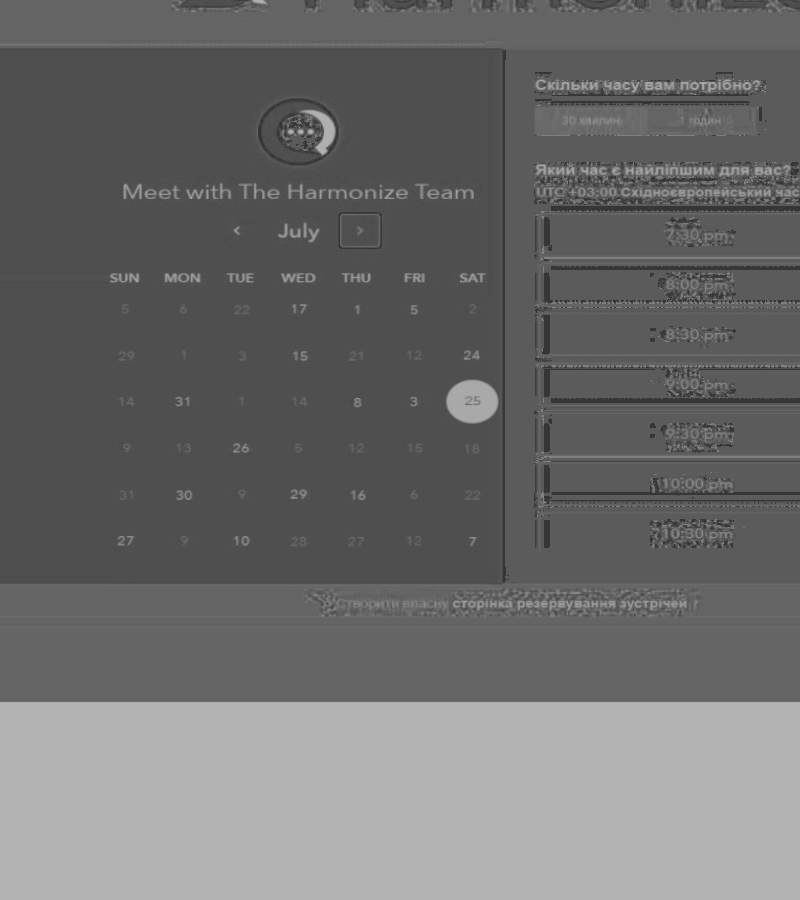 Meet with The Harmonize Team
July
SUN MON TUE WED THU FRI SAT
5 6 22 17 1 5 2
29 1 3 15 21 12 24
14 31 1 14 8 3 25
9 13 26 5 12 15 18
31 30 9 29 16 6 22
27 9 10 28 27 12 7
Скільки часу вам потрібно?
30 хвилин 1 годин
Який час є найліпшим для вас?
UTC +03:00 Східноєвропейський час
7:30 pm
8:00 pm
8:30 pm
9:00 pm
9:30 pm
10:00 pm
10:30 pm
Створити власну сторінка резервування зустрічей